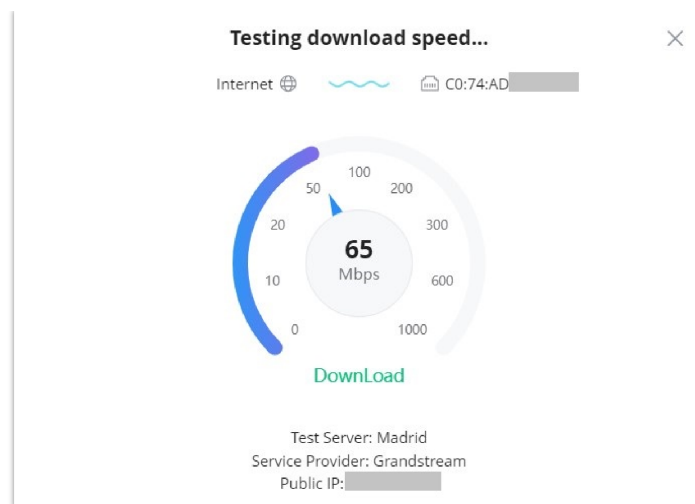 Testing download speed...
Internet C0:74:AD
100
50 200
20 300
65
Mbps
10 600
0 1000
DownLoad
Test Server: Madrid
Service Provider: Grandstream
Public IP: